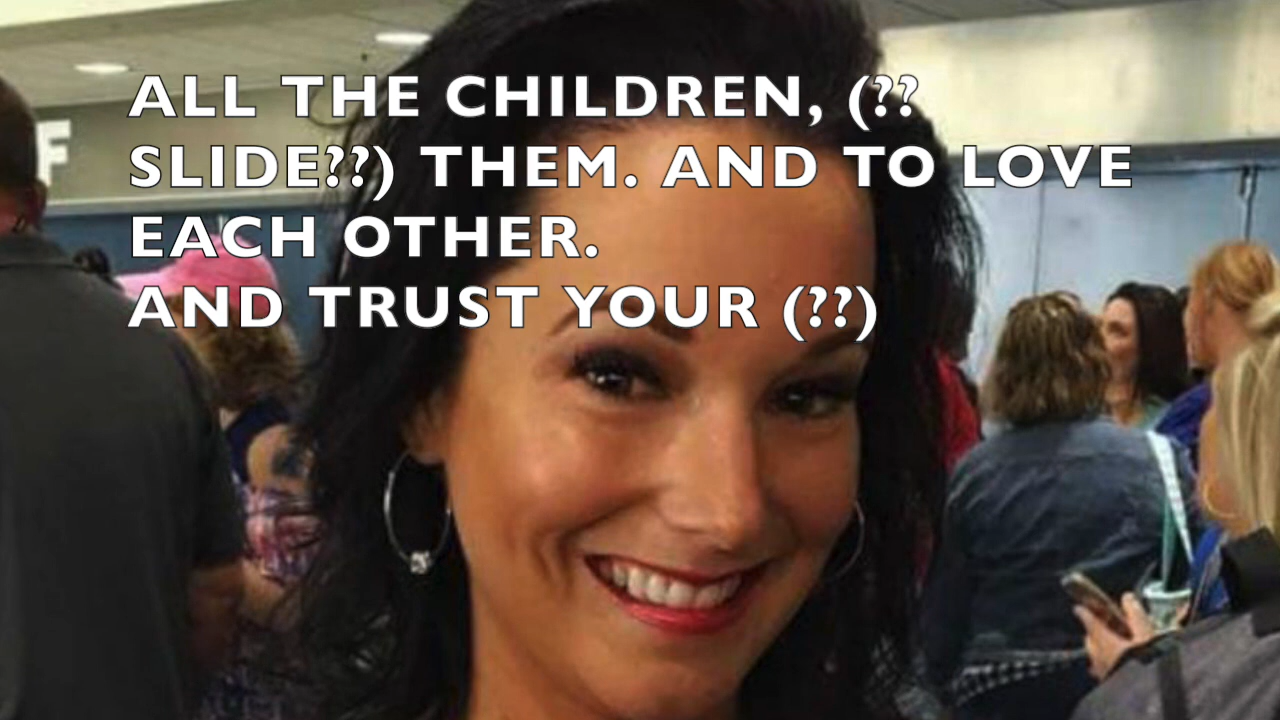 ALL THE CHILDREN, (??
SLIDE??) THEM. AND TO LOVE
EACH OTHER.
AND TRUST YOUR (??)
F